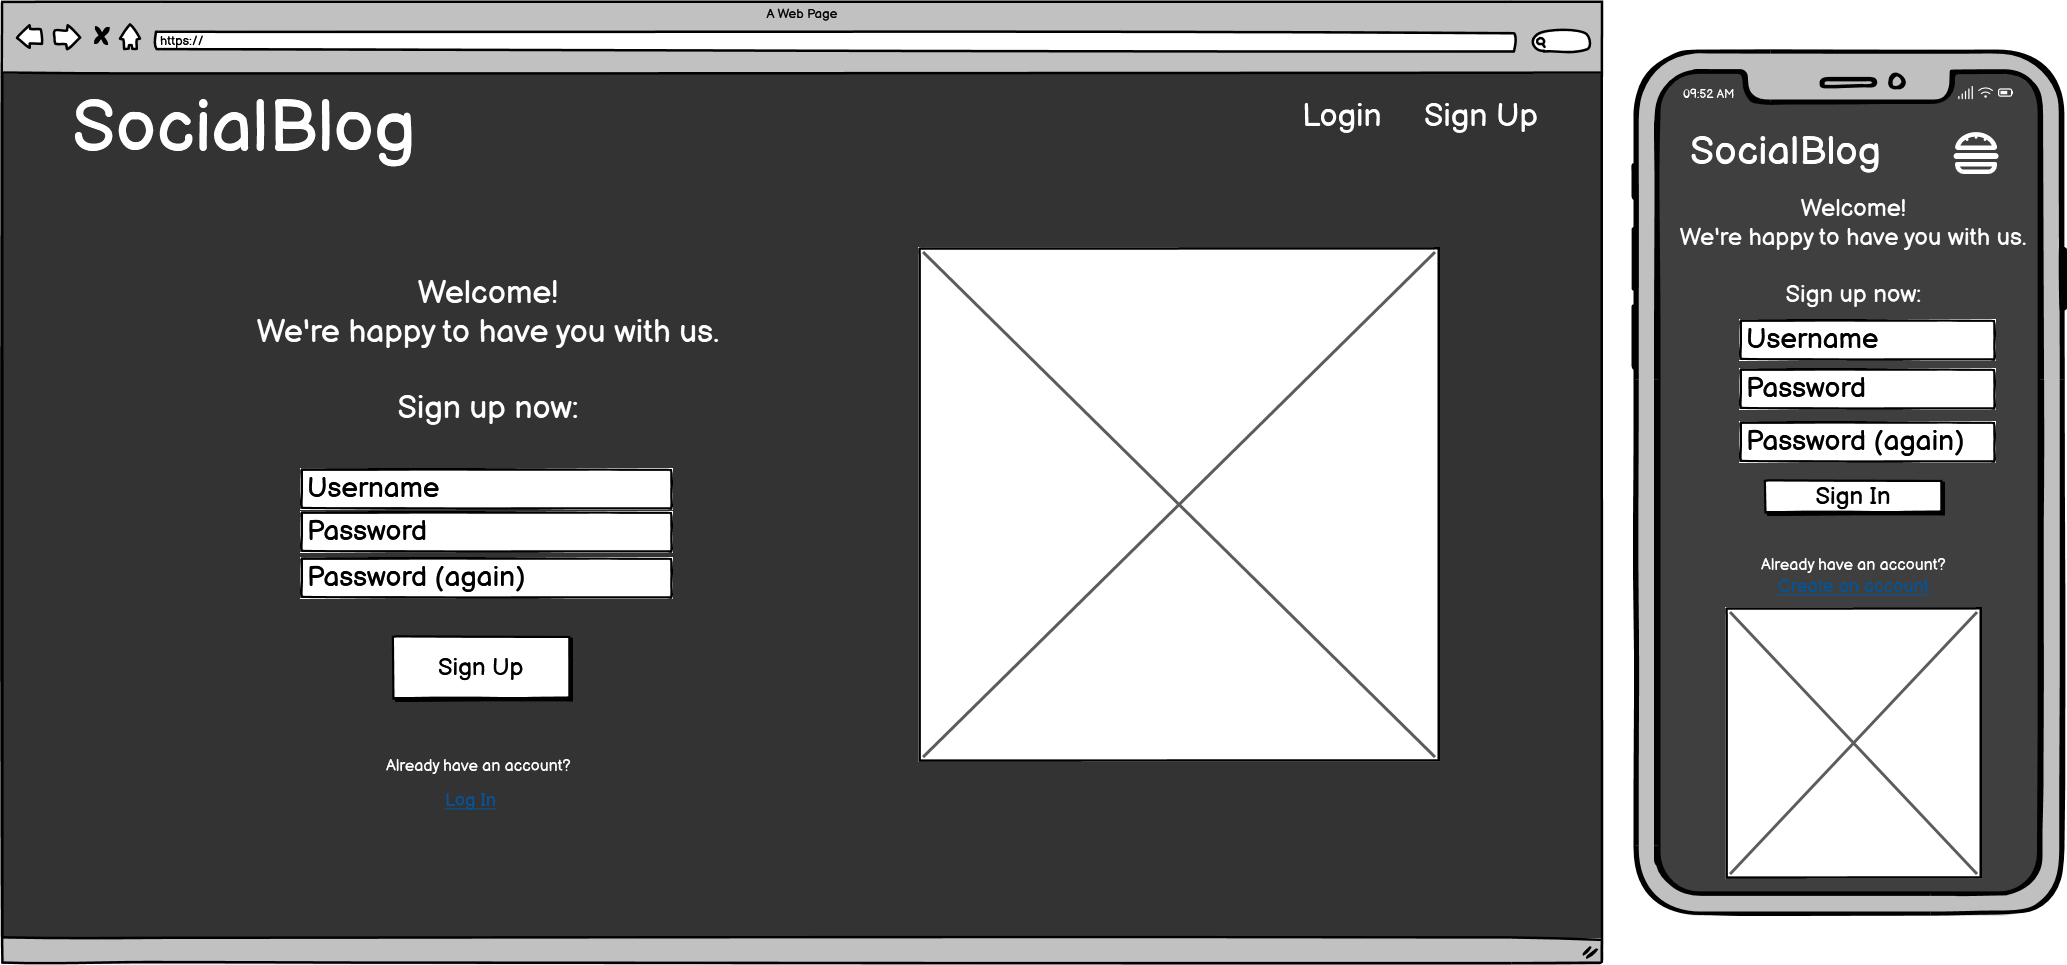 A Web Page
https://
SocialBlog
Login
Sign Up
Welcome!
We're happy to have you with us.
Sign up now:
Username
Password
Password (again)
Sign Up
Already have an account?
Log In
09:52 AM
SocialBlog
Welcome!
We're happy to have you with us.
Sign up now:
Username
Password
Password (again)
Sign In
Already have an account?
Create an account